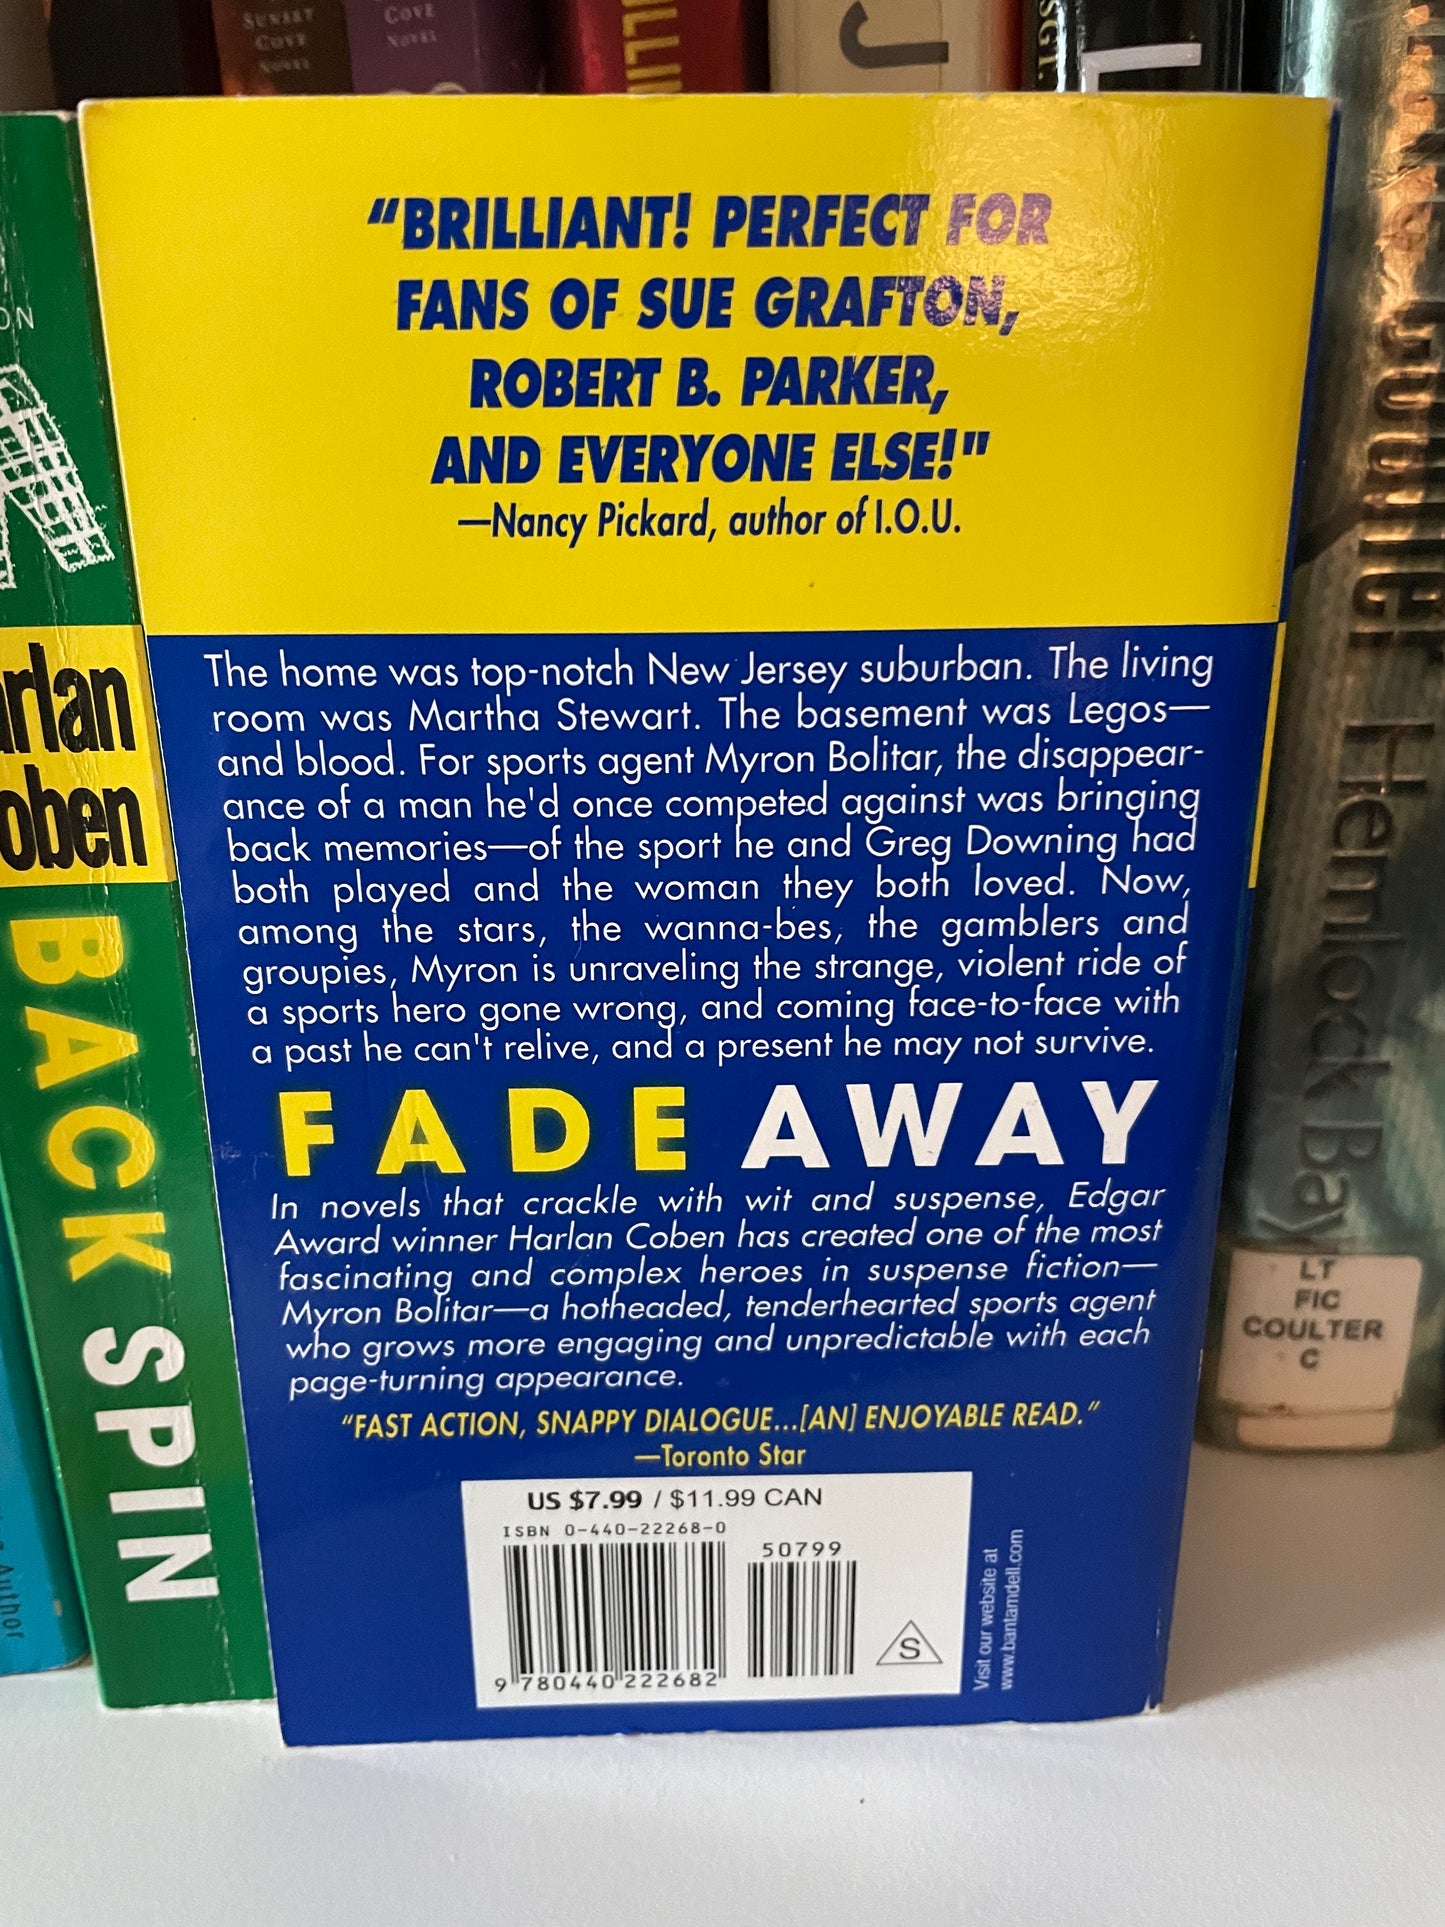 SUNSET
COVE
NOVEL
COVE
NOVEL
J
SGT.
"BRILLIANT! PERFECT FOR
FANS OF SUE GRAFTON,
ROBERT B. PARKER,
AND EVERYONE ELSE!"
—Nancy Pickard, author of I.O.U.
The home was top-notch New Jersey suburban. The living
room was Martha Stewart. The basement was Legos—
and blood. For sports agent Myron Bolitar, the disappear-
ance of a man he'd once competed against was bringing
back memories—of the sport he and Greg Downing had
both played and the woman they both loved. Now,
among the stars, the wanna-bes, the gamblers and
groupies, Myron is unraveling the strange, violent ride of
a sports hero gone wrong, and coming face-to-face with
a past he can't relive, and a present he may not survive.
FADE AWAY
In novels that crackle with wit and suspense, Edgar
Award winner Harlan Coben has created one of the most
fascinating and complex heroes in suspense fiction—
Myron Bolitar—a hotheaded, tenderhearted sports agent
who grows more engaging and unpredictable with each
page-turning appearance.
"FAST ACTION, SNAPPY DIALOGUE...[AN] ENJOYABLE READ."
—Toronto Star
US $7.99 / $11.99 CAN
ISBN 0-440-22268-0
50799
9 780440 222682
S
Visit our website at
www.bantamdell.com
arlan
oben
BACK SPIN
Author
Coulter
Hemlock Bay
LT
FIC
COULTER
C